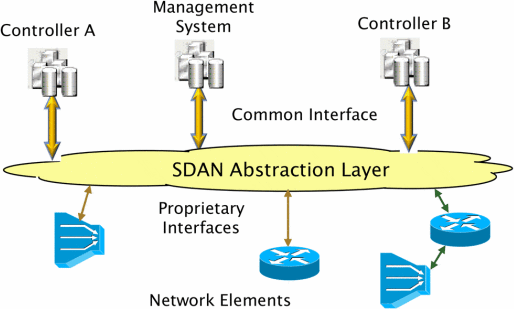 Management
System
Controller A
Controller B
Common Interface
SDAN Abstraction Layer
Proprietary
Interfaces
Network Elements